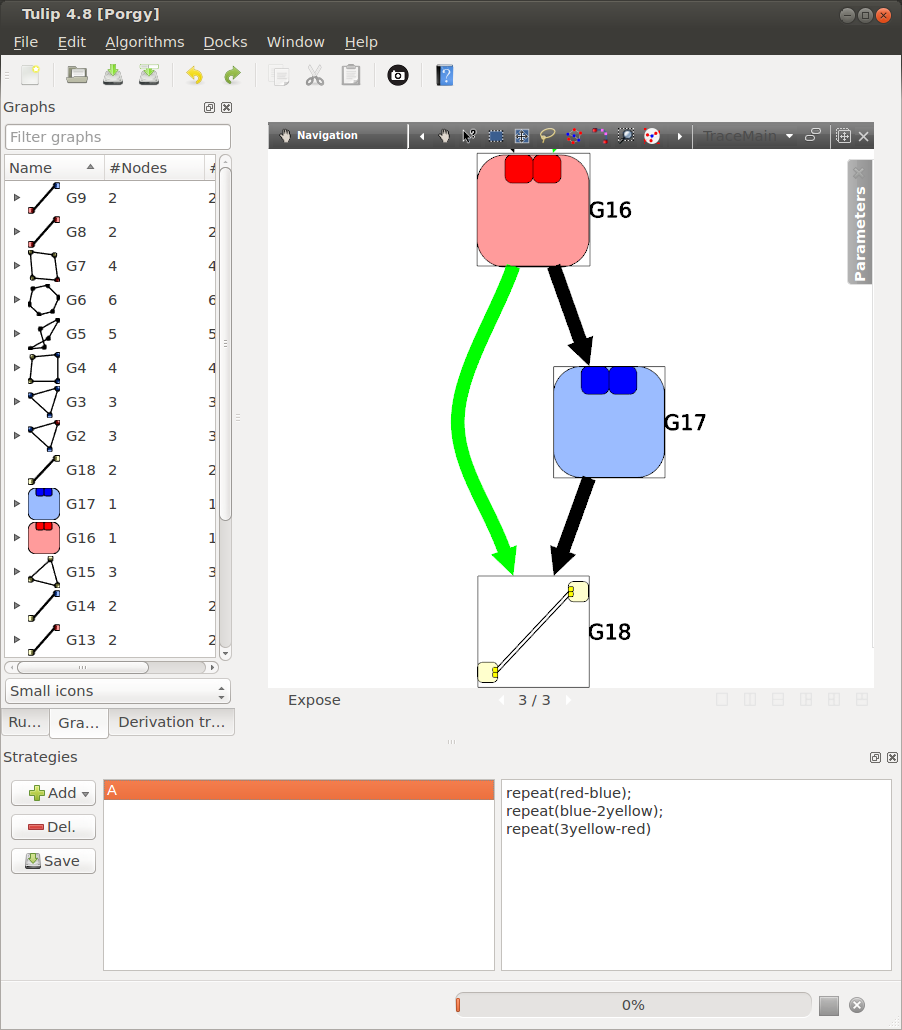 Tulip 4.8 [Porgy]
File Edit Algorithms Docks Window Help
Graphs
Filter graphs
Name #Nodes #
G9 2 2
G8 2 2
G7 4 4
G6 6 6
G5 5 5
G4 4 4
G3 3 3
G2 3 3
G18 2 2
G17 1 1
G16 1 1
G15 3 3
G14 2 2
G13 2 2
Small icons
Ru... Gra... Derivation tr...
Navigation
TraceMain
Parameters
G16
G17
G18
Expose 3 / 3
Strategies
Add
Del.
Save
A
repeat(red-blue);
repeat(blue-2yellow);
repeat(3yellow-red)
0%